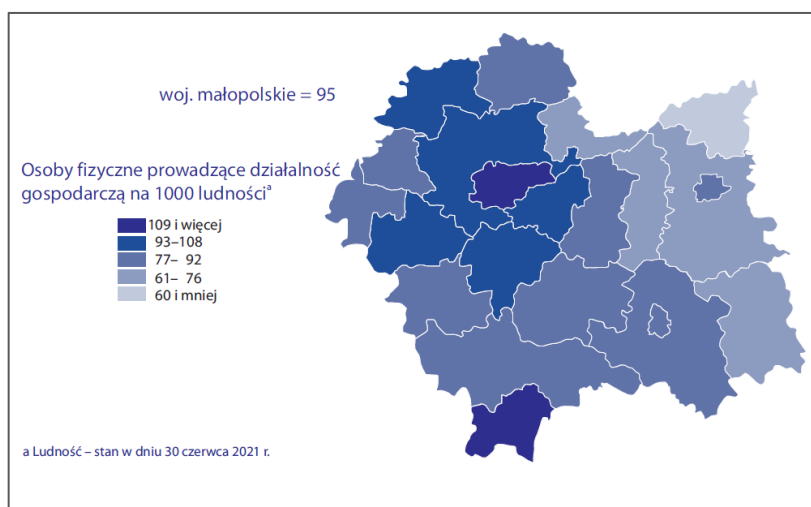 woj. małopolskie = 95
Osoby fizyczne prowadzące działalność
gospodarczą na 1000 ludnościᵃ
109 i więcej
93–108
77– 92
61– 76
60 i mniej
a Ludność – stan w dniu 30 czerwca 2021 r.